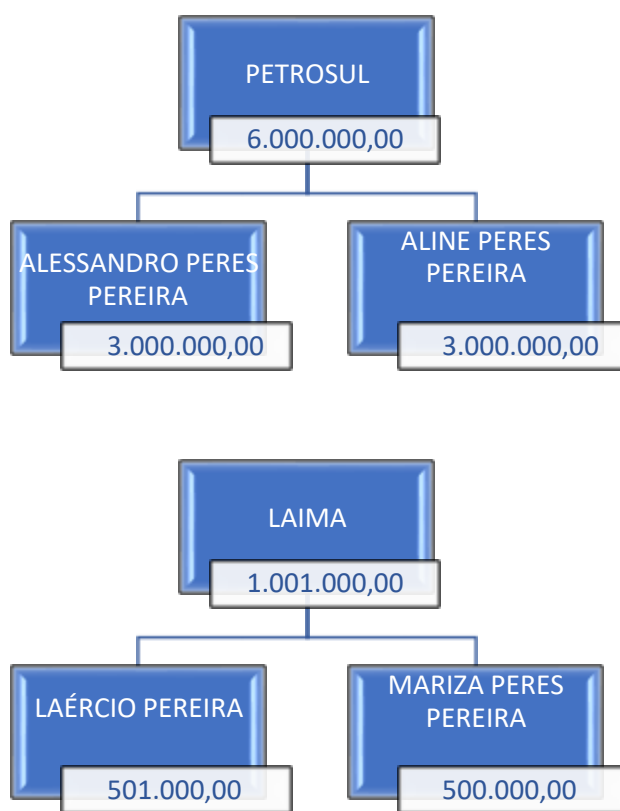 PETROSUL
6.000.000,00
ALESSANDRO PERES
PEREIRA
3.000.000,00
ALINE PERES
PEREIRA
3.000.000,00
LAIMA
1.001.000,00
LAÉRCIO PEREIRA
501.000,00
MARIZA PERES
PEREIRA
500.000,00